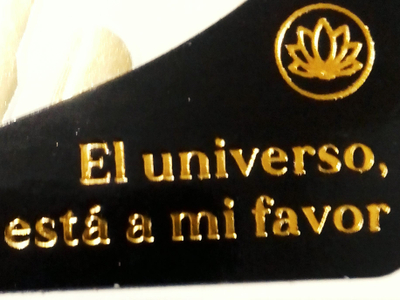 El universo,
está a mi favor